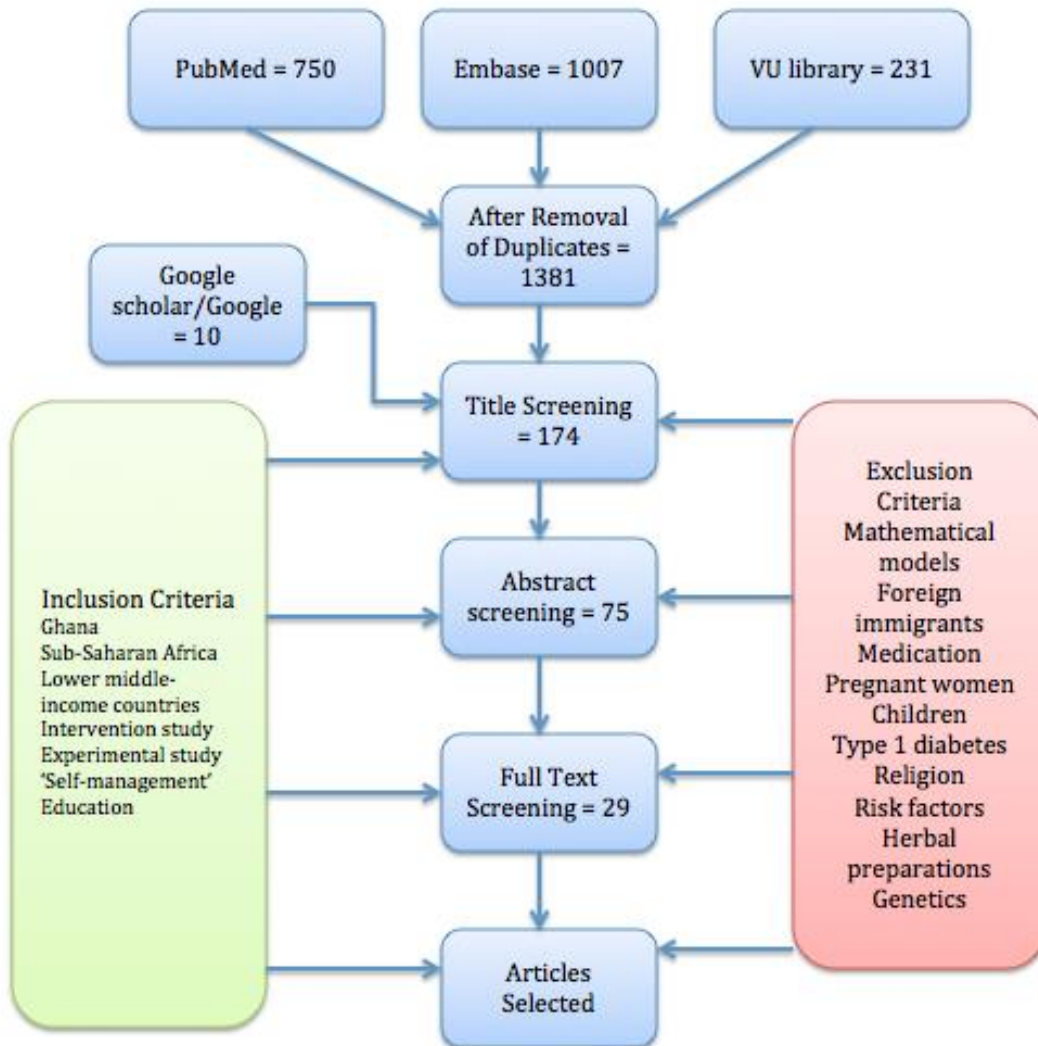 PubMed = 750
Embase = 1007
VU library = 231
After Removal
of Duplicates =
1381
Google
scholar/Google
= 10
Title Screening
= 174
Abstract
screening = 75
Full Text
Screening = 29
Articles
Selected
Inclusion Criteria
Ghana
Sub-Saharan Africa
Lower middle-
income countries
Intervention study
Experimental study
'Self-management'
Education
Exclusion
Criteria
Mathematical
models
Foreign
immigrants
Medication
Pregnant women
Children
Type 1 diabetes
Religion
Risk factors
Herbal
preparations
Genetics